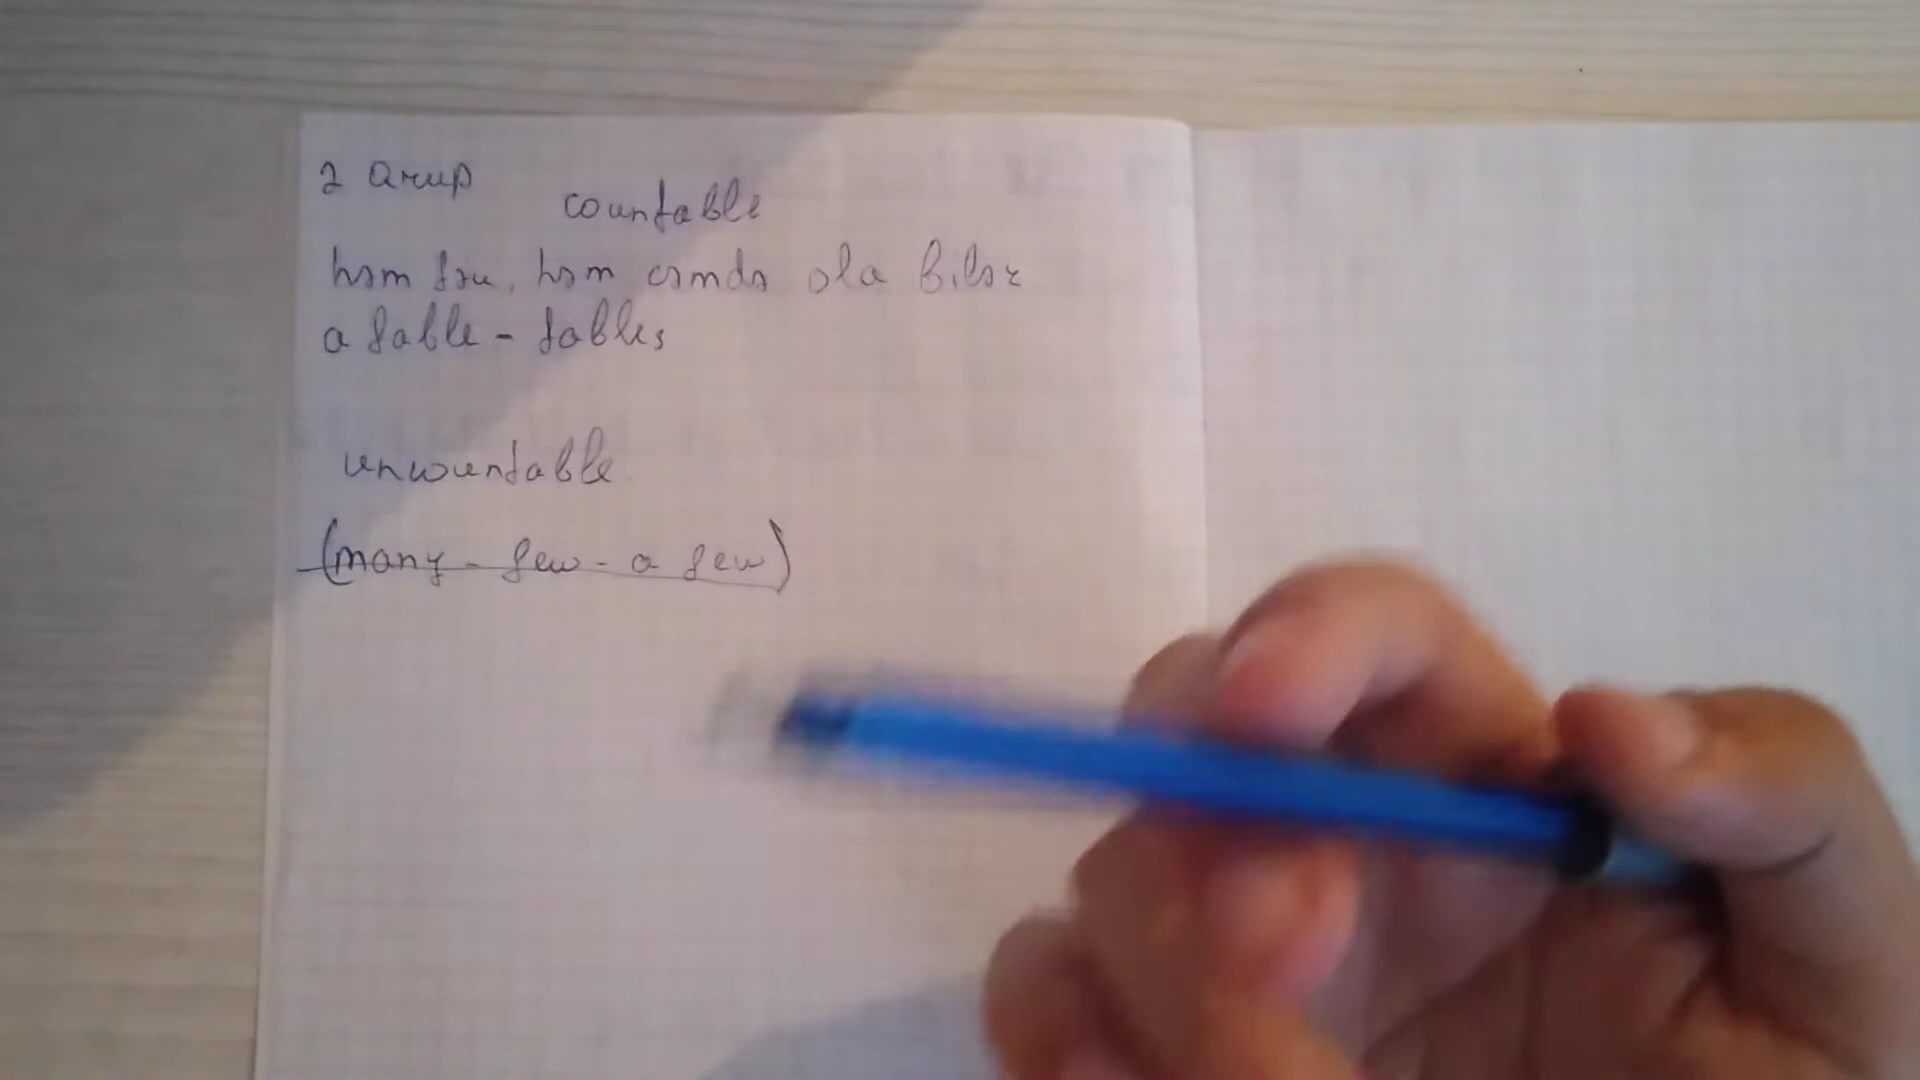 2 qrup
countable
həm tək, həm cəmdə ola bilər
a table - tables
uncountable
(many - few - a few)